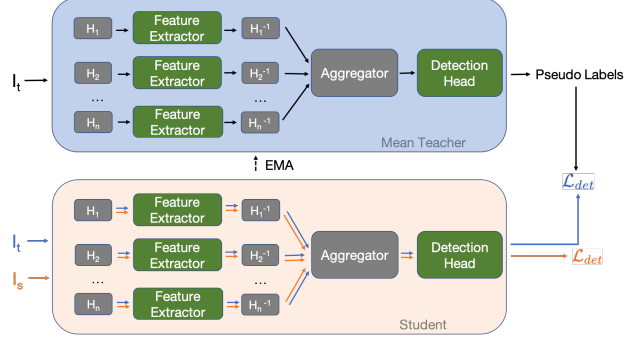 H₁ Feature Extractor H₁⁻¹
H₂ Feature Extractor H₂⁻¹
... ...
Hₙ Feature Extractor Hₙ⁻¹
Iₜ
Aggregator
Detection Head
Pseudo Labels
Mean Teacher
EMA
ℒdet
H₁ Feature Extractor H₁⁻¹
H₂ Feature Extractor H₂⁻¹
... ...
Hₙ Feature Extractor Hₙ⁻¹
Iₜ
Iₛ
Aggregator
Detection Head
ℒdet
Student